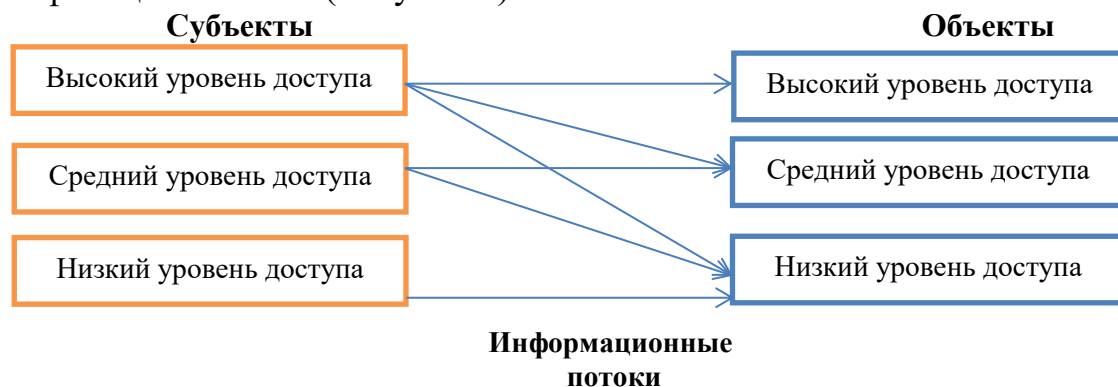 Субъекты
Объекты
Высокий уровень доступа
Высокий уровень доступа
Средний уровень доступа
Средний уровень доступа
Низкий уровень доступа
Низкий уровень доступа
Информационные
потоки